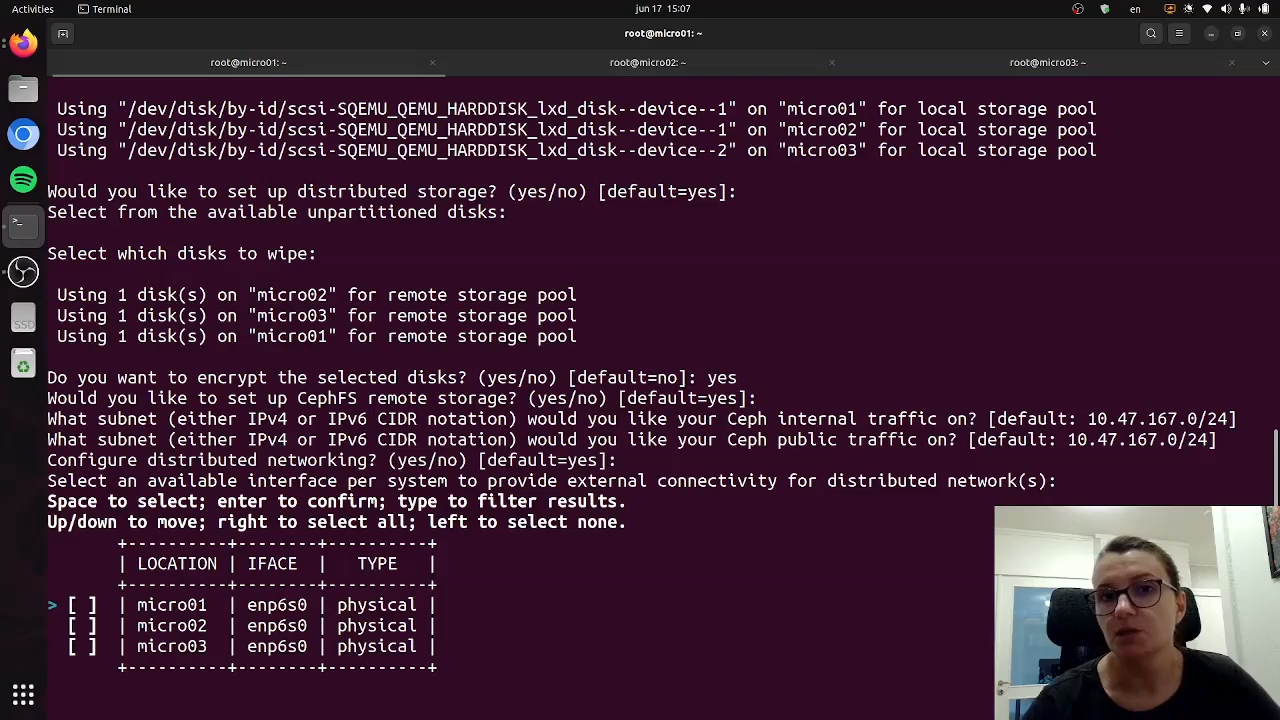 Activities
Terminal
jun 17 15:07
en
root@micro01: ~
root@micro01: ~
root@micro02: ~
root@micro03: ~
Using "/dev/disk/by-id/scsi-SQEMU_QEMU_HARDDISK_lxd_disk--device--1" on "micro01" for local storage pool
Using "/dev/disk/by-id/scsi-SQEMU_QEMU_HARDDISK_lxd_disk--device--1" on "micro02" for local storage pool
Using "/dev/disk/by-id/scsi-SQEMU_QEMU_HARDDISK_lxd_disk--device--2" on "micro03" for local storage pool
Would you like to set up distributed storage? (yes/no) [default=yes]:
Select from the available unpartitioned disks:
Select which disks to wipe:
Using 1 disk(s) on "micro02" for remote storage pool
Using 1 disk(s) on "micro03" for remote storage pool
Using 1 disk(s) on "micro01" for remote storage pool
Do you want to encrypt the selected disks? (yes/no) [default=no]: yes
Would you like to set up CephFS remote storage? (yes/no) [default=yes]:
What subnet (either IPv4 or IPv6 CIDR notation) would you like your Ceph internal traffic on? [default: 10.47.167.0/24]
What subnet (either IPv4 or IPv6 CIDR notation) would you like your Ceph public traffic on? [default: 10.47.167.0/24]
Configure distributed networking? (yes/no) [default=yes]:
Select an available interface per system to provide external connectivity for distributed network(s):
Space to select; enter to confirm; type to filter results.
Up/down to move; right to select all; left to select none.
+----------+--------+----------+
| LOCATION | IFACE  |   TYPE   |
+----------+--------+----------+
> [ ]  | micro01  | enp6s0 | physical |
[ ]  | micro02  | enp6s0 | physical |
[ ]  | micro03  | enp6s0 | physical |
+----------+--------+----------+
SSD